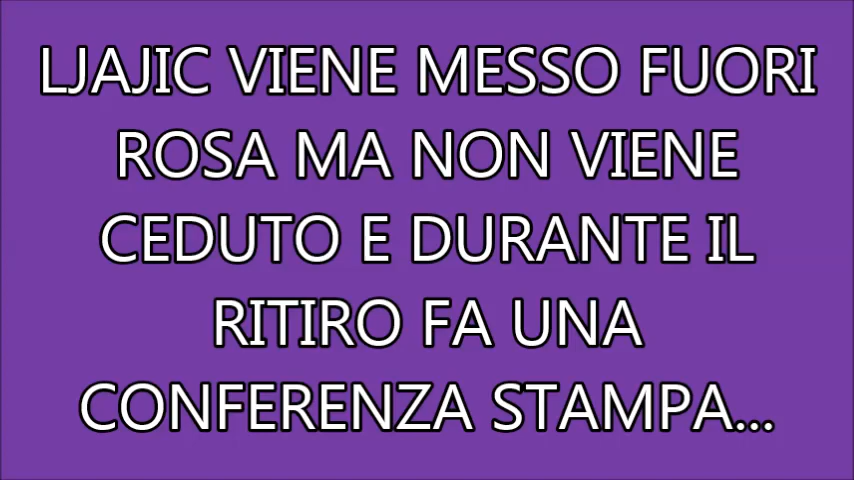 LJAJIC VIENE MESSO FUORI
ROSA MA NON VIENE
CEDUTO E DURANTE IL
RITIRO FA UNA
CONFERENZA STAMPA...